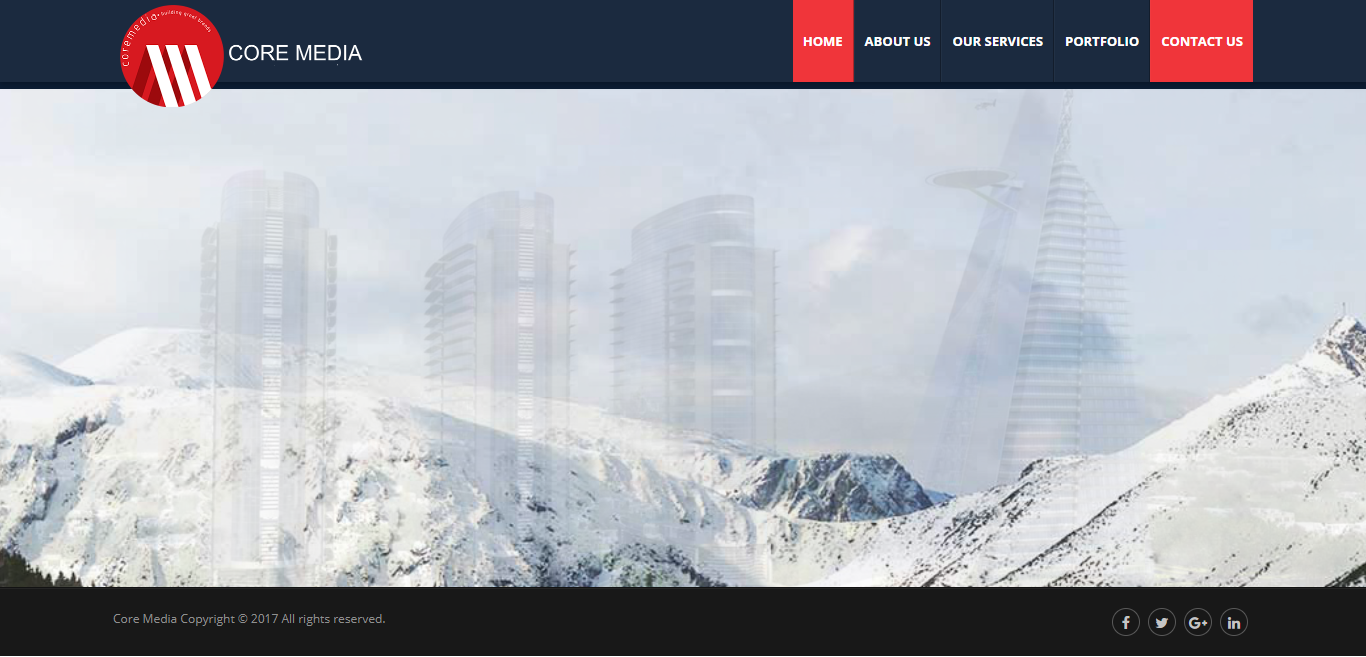 coremedia • building great brands
CORE MEDIA
HOME
ABOUT US
OUR SERVICES
PORTFOLIO
CONTACT US
Core Media Copyright © 2017 All rights reserved.